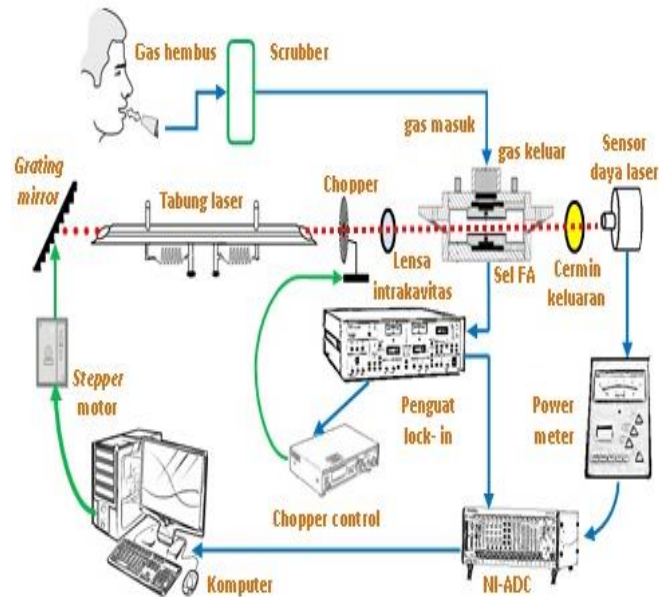 Gas hembus
Scrubber
gas masuk
gas keluar
Sensor
daya laser
Grating
mirror
Tabung laser
Chopper
Lensa
intrakavitas
Sel FA
Cermin
keluaran
Stepper
motor
Penguat
lock- in
Power
meter
Chopper control
Komputer
NI-ADC